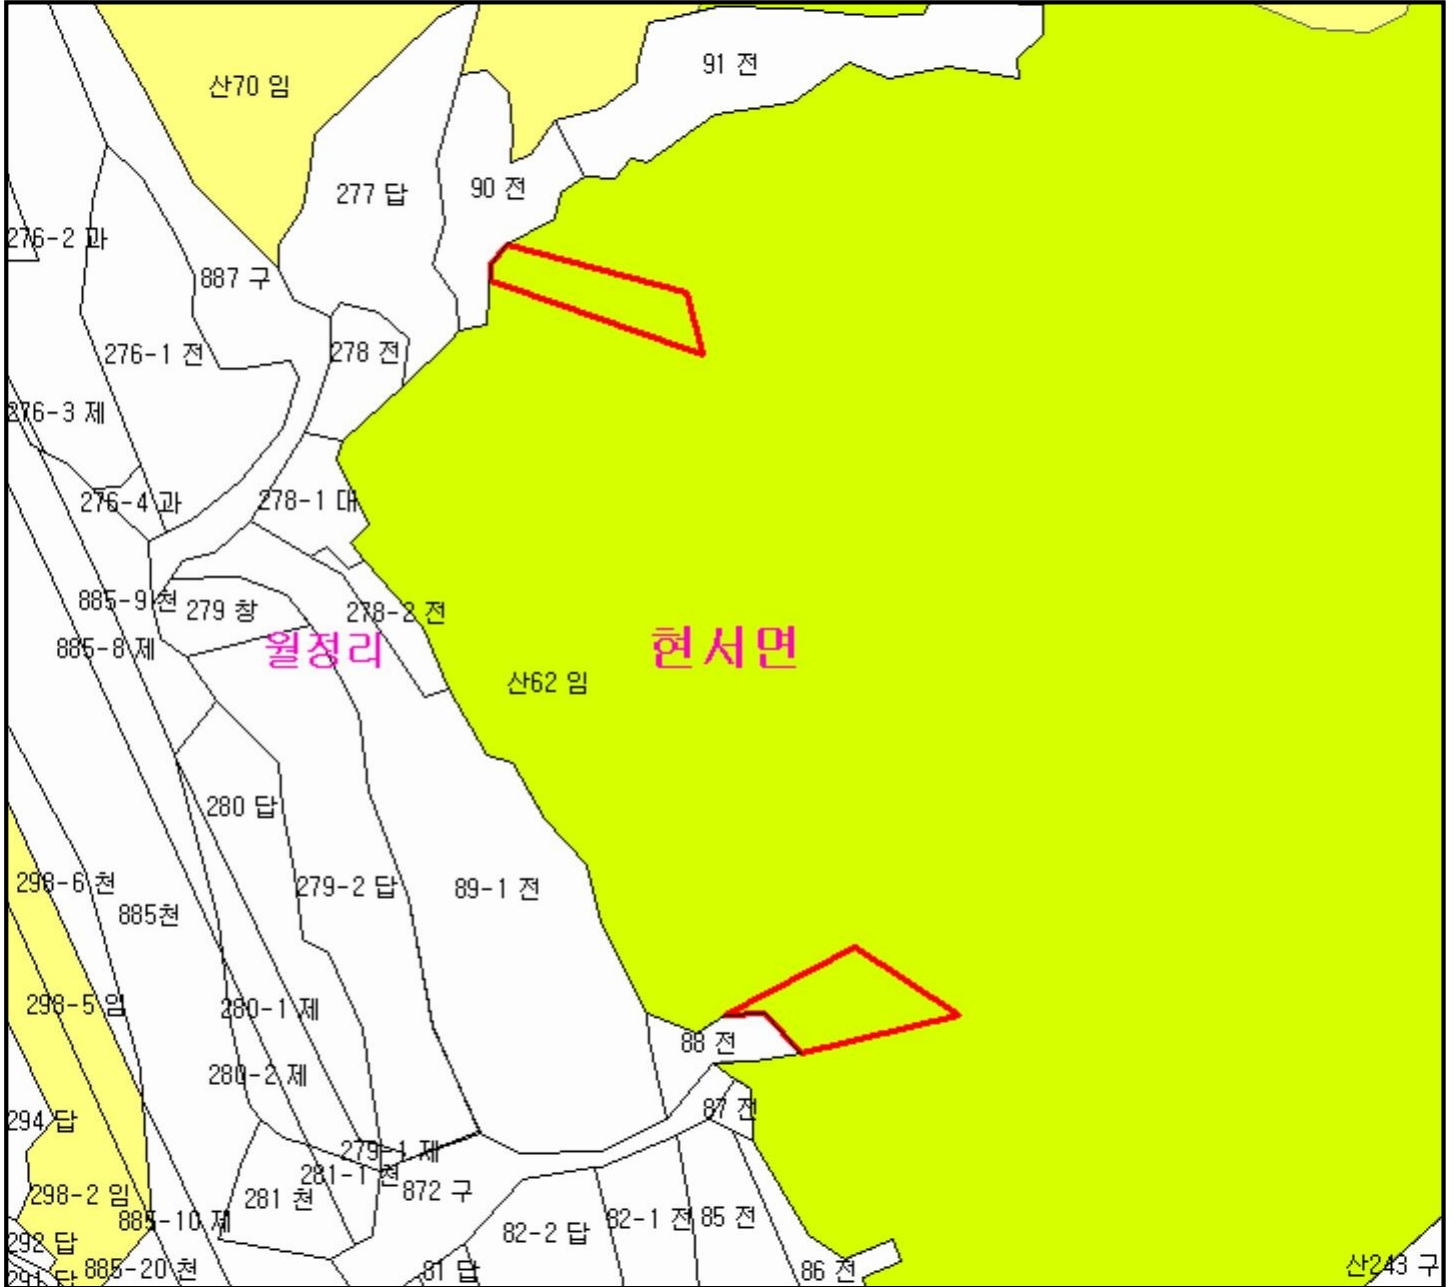 91 전
산70 임
277 답
90 전
276-2 과
887 구
276-1 전
278 전
276-3 제
276-4 과
278-1 대
885-9 천
279 창
278-2 전
885-8 제
월정리
현서면
산62 임
280 답
298-6 천
279-2 답
89-1 전
885천
298-5 임
280-1 제
88 전
280-2 제
87 전
294 답
279-1 제
281-1 천
298-2 임
281 천
872 구
885-10 제
82-2 답
82-1 전
85 전
292 답
885-20 천
81 답
86 전
산243 구
291 답